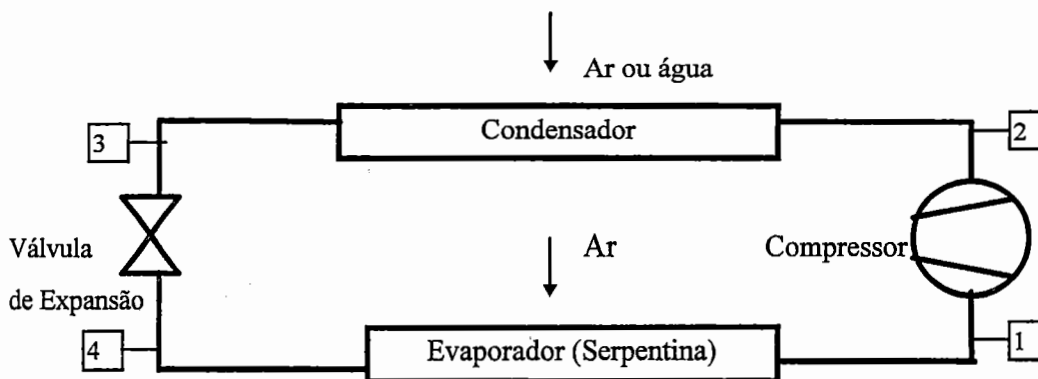 Ar ou água
Condensador
3
2
Válvula
de Expansão
Ar
Compressor
4
Evaporador (Serpentina)
1